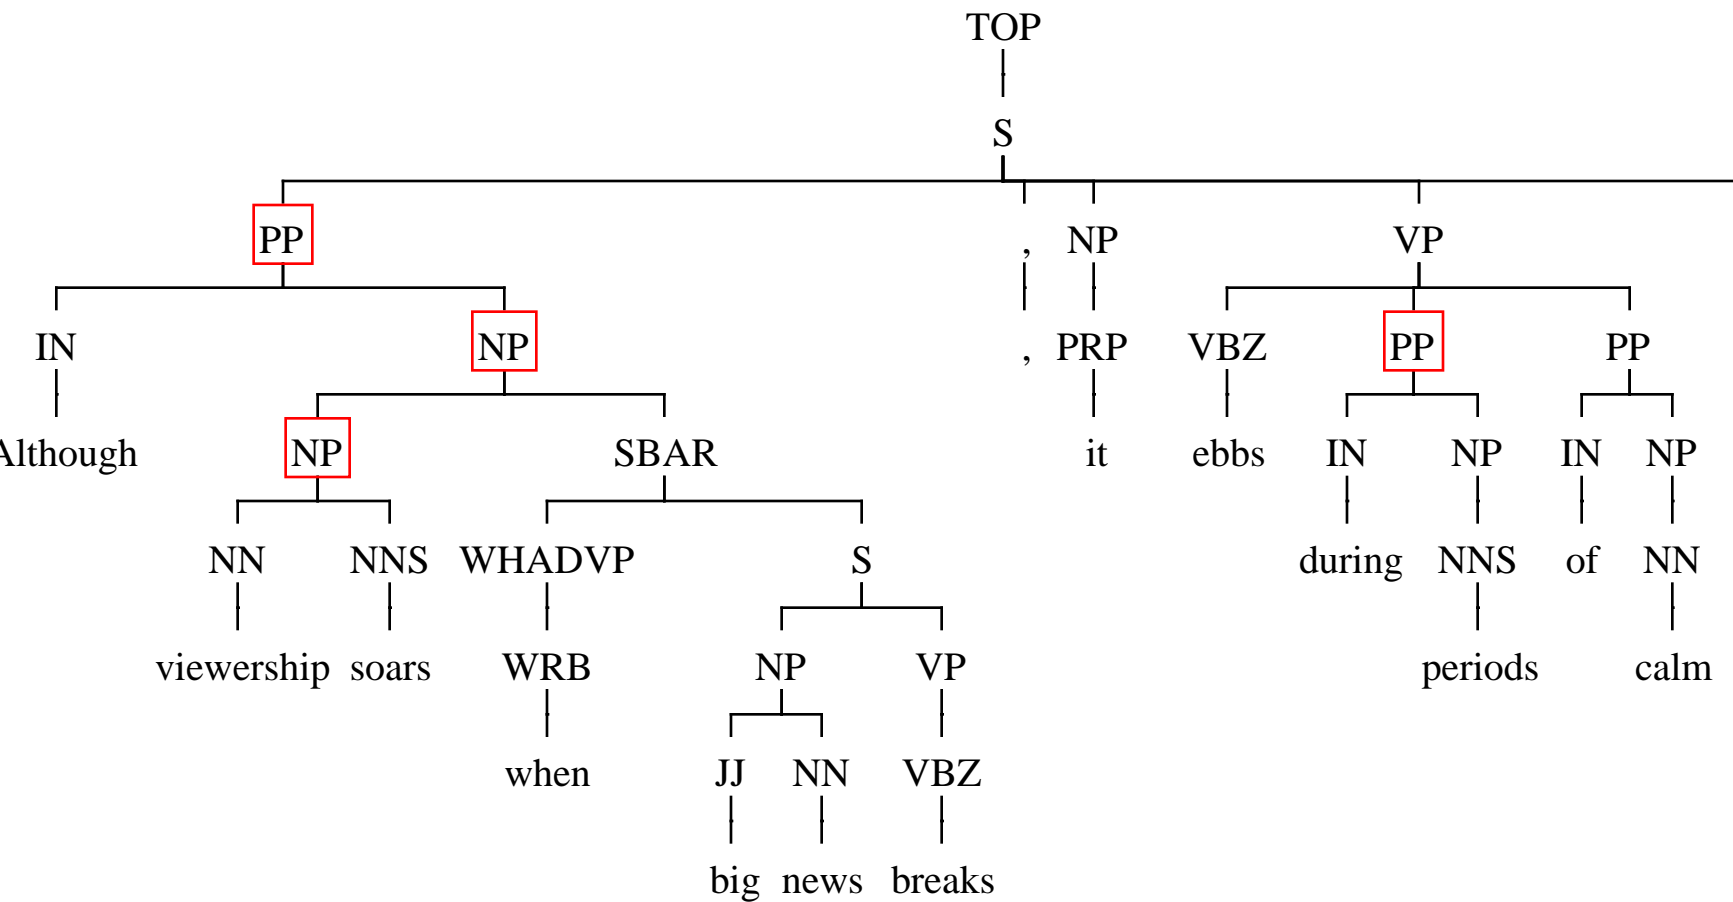 TOP
S
PP , NP VP
IN NP , PRP VBZ PP PP
Although NP SBAR it ebbs IN NP IN NP
NN NNS WHADVP S during NNS of NN
viewership soars WRB NP VP periods calm
when JJ NN VBZ
big news breaks